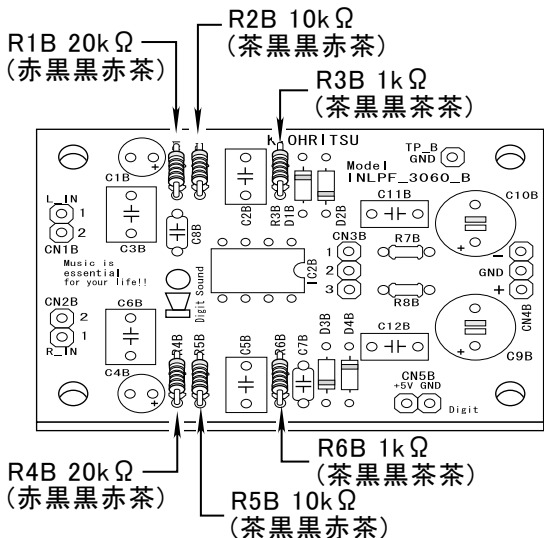 R2B 10kΩ
(茶黒黒赤茶)
R1B 20kΩ
(赤黒黒赤茶)
R3B 1kΩ
(茶黒黒茶茶)
KYOHRITSU
Model
INLPF_3060_B
TP_B
GND
C1B
C2B
R3B
D1B
D2B
C11B
C10B
L_IN
1
2
CN1B
C3B
C8B
CN3B
1
2
3
R7B
R8B
-
GND
+
CN4B
Music is
essential
for your life!!
IC2B
Digit Sound
CN2B
2
1
R_IN
C6B
C4B
R4B
R5B
C5B
R6B
C7B
D3B
D4B
C12B
C9B
CN5B
+5V GND
Digit
R4B 20kΩ
(赤黒黒赤茶)
R6B 1kΩ
(茶黒黒茶茶)
R5B 10kΩ
(茶黒黒赤茶)